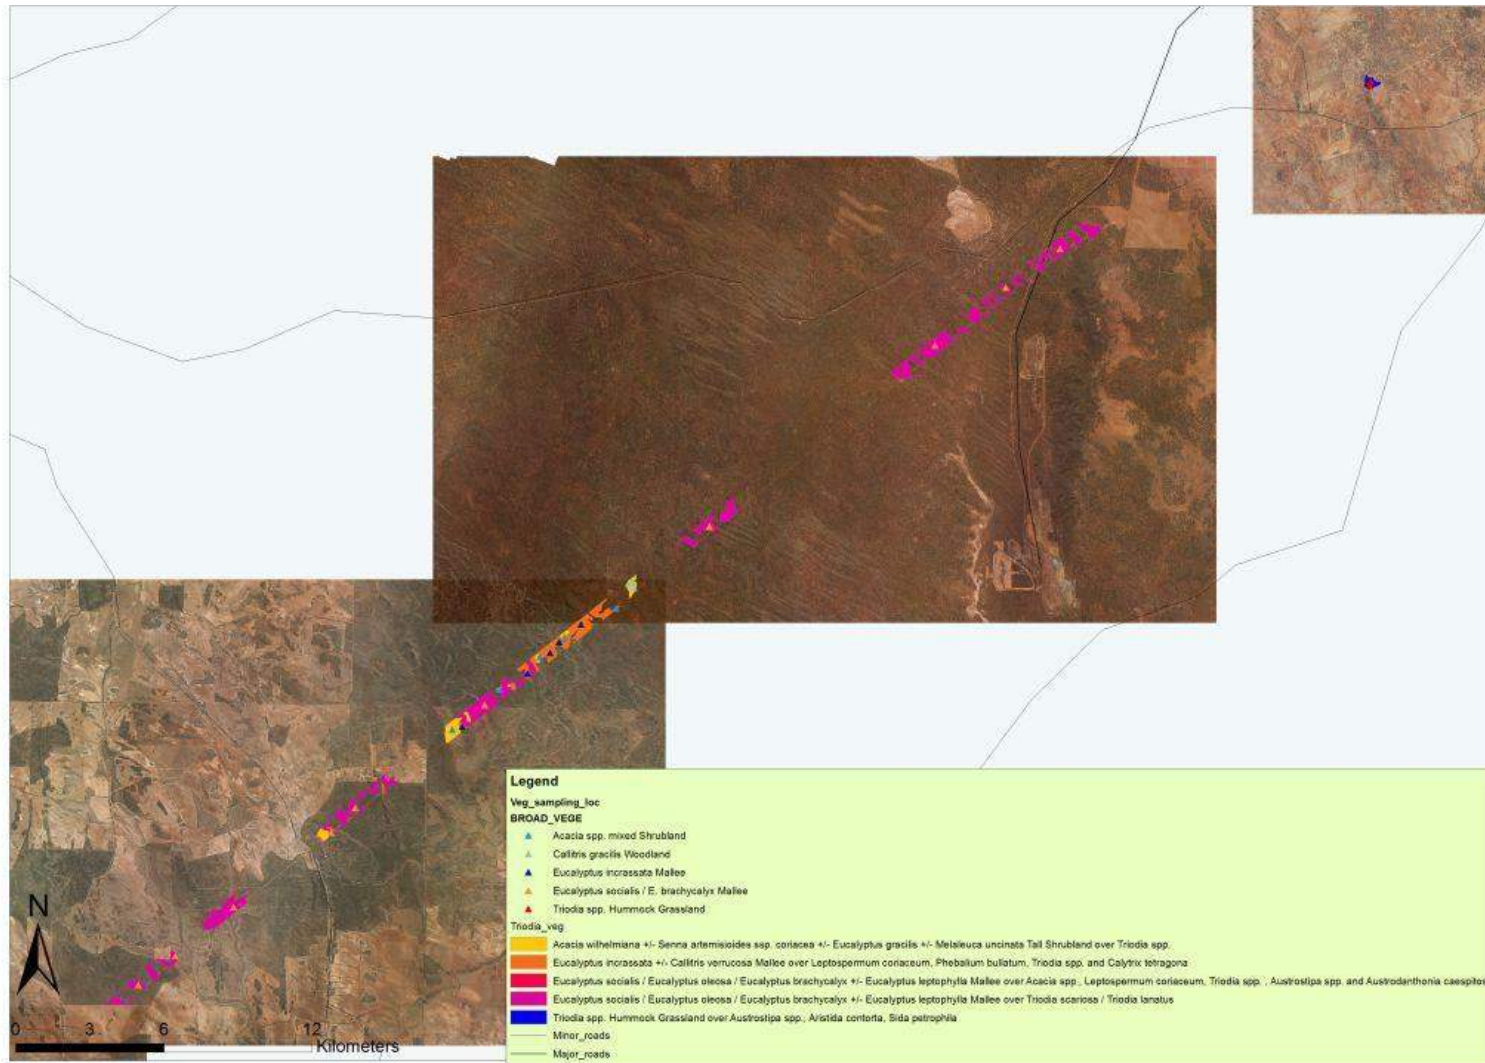 N
0 3 6 12
Kilometers
Legend
Veg_sampling_loc
BROAD_VEGE
Acacia spp. mixed Shrubland
Callitris gracilis Woodland
Eucalyptus incrassata Mallee
Eucalyptus socialis / E. brachycalyx Mallee
Triodia spp. Hummock Grassland
Triodia_veg
Acacia wilhelmiana +/- Senna artemisioides ssp. coriacea +/- Eucalyptus gracilis +/- Melaleuca uncinata Tall Shrubland over Triodia spp.
Eucalyptus incrassata +/- Callitris verrucosa Mallee over Leptospermum coriaceum, Phebalium bullatum, Triodia spp. and Calytrix tetragona
Eucalyptus socialis / Eucalyptus oleosa / Eucalyptus brachycalyx +/- Eucalyptus leptophylla Mallee over Acacia spp., Leptospermum coriaceum, Triodia spp. , Austrostipa spp. and Austrodanthonia caespitos
Eucalyptus socialis / Eucalyptus oleosa / Eucalyptus brachycalyx +/- Eucalyptus leptophylla Mallee over Triodia scariosa / Triodia lanatus
Triodia spp. Hummock Grassland over Austrostipa spp., Aristida contorta, Sida petrophila
Minor_roads
Major_roads